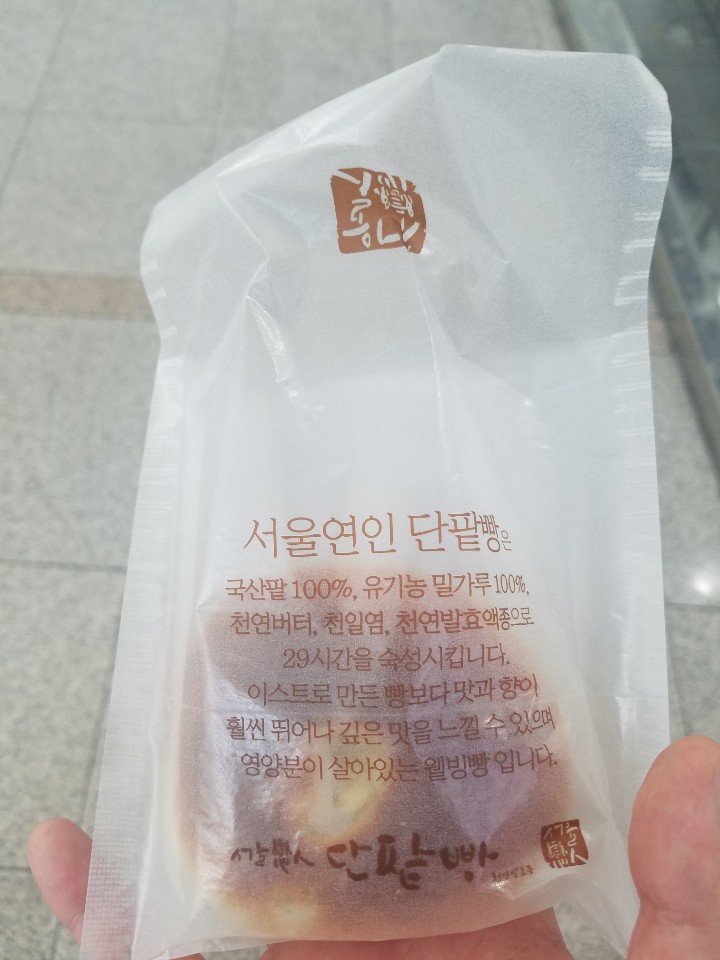 서울연인 단팥빵은
국산팥 100%, 유기농 밀가루 100%,
천연버터, 천일염, 천연발효액종으로
29시간을 숙성시킵니다.
이스트로 만든 빵보다 맛과 향이
훨씬 뛰어나 깊은 맛을 느낄 수 있으며
영양분이 살아있는 웰빙빵 입니다.
서울戀人 단팥빵